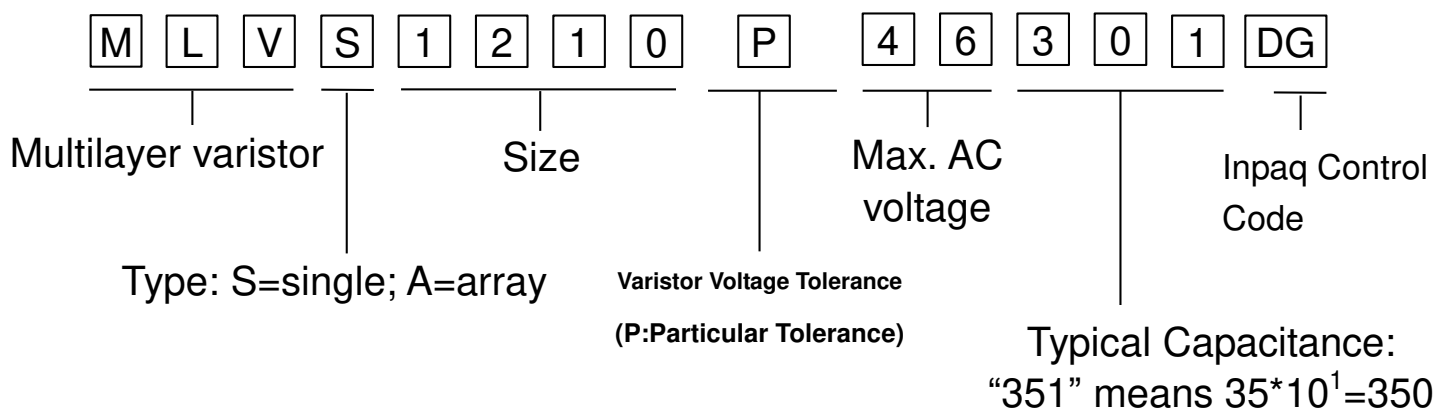 M L V S 1 2 1 0 P 4 6 3 0 1 DG
Multilayer varistor
Size
Max. AC
voltage
Inpaq Control
Code
Type: S=single; A=array
Varistor Voltage Tolerance
(P:Particular Tolerance)
Typical Capacitance:
“351” means 35*10¹=350